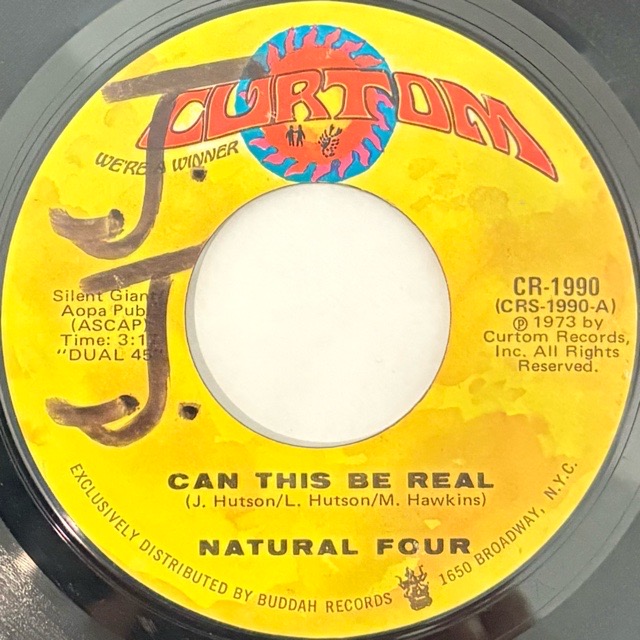 CURTOM
WE'RE A WINNER
J.
J.
Silent Giant
Aopa Pub.
(ASCAP)
Time: 3:17
"DUAL 45"
CR-1990
(CRS-1990-A)
Ⓟ 1973 by
Curtom Records,
Inc. All Rights
Reserved.
CAN THIS BE REAL
(J. Hutson/L. Hutson/M. Hawkins)
NATURAL FOUR
EXCLUSIVELY DISTRIBUTED BY BUDDAH RECORDS 1650 BROADWAY, N.Y.C.